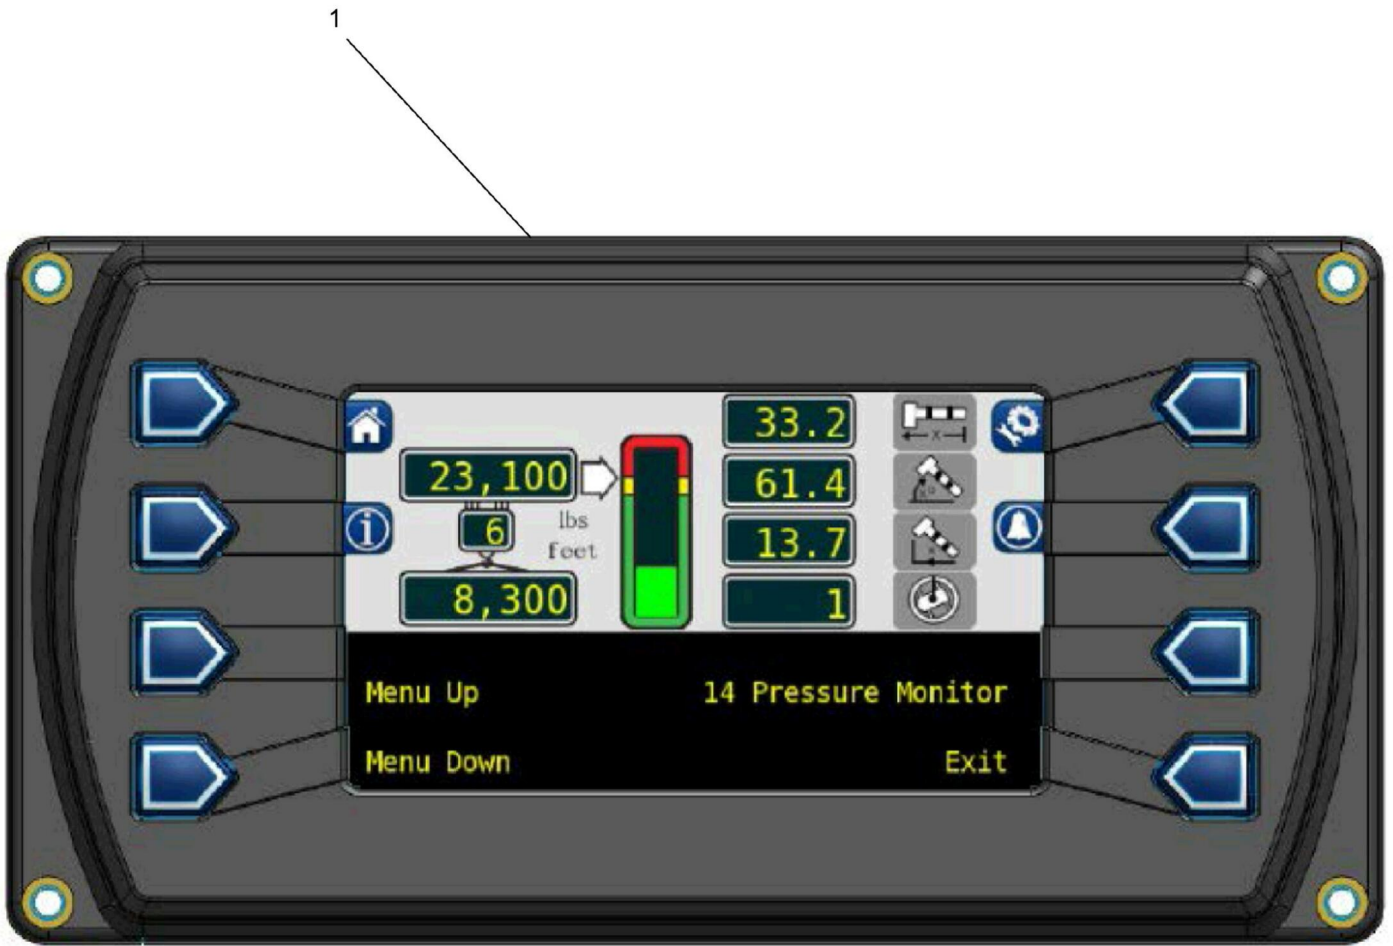 1
33.2
23,100
61.4
6
lbs
feet
13.7
8,300
1
Menu Up
14 Pressure Monitor
Menu Down
Exit